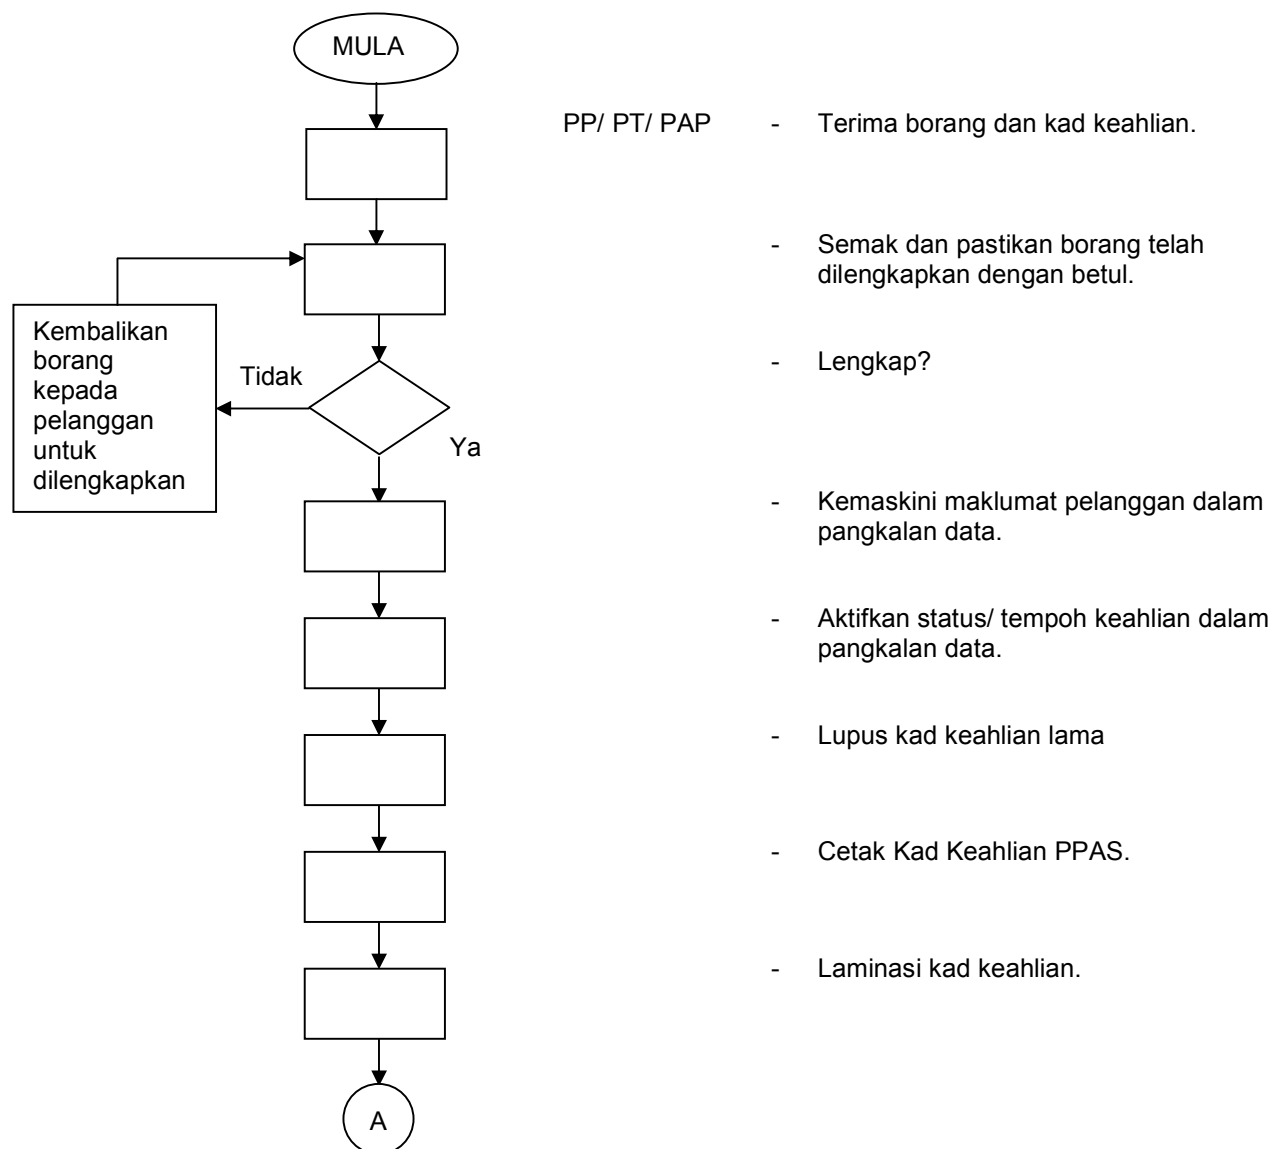 MULA
PP/ PT/ PAP - Terima borang dan kad keahlian.
- Semak dan pastikan borang telah
dilengkapkan dengan betul.
Kembalikan
borang
kepada
pelanggan
untuk
dilengkapkan
Tidak
- Lengkap?
Ya
- Kemaskini maklumat pelanggan dalam
pangkalan data.
- Aktifkan status/ tempoh keahlian dalam
pangkalan data.
- Lupus kad keahlian lama
- Cetak Kad Keahlian PPAS.
- Laminasi kad keahlian.
A